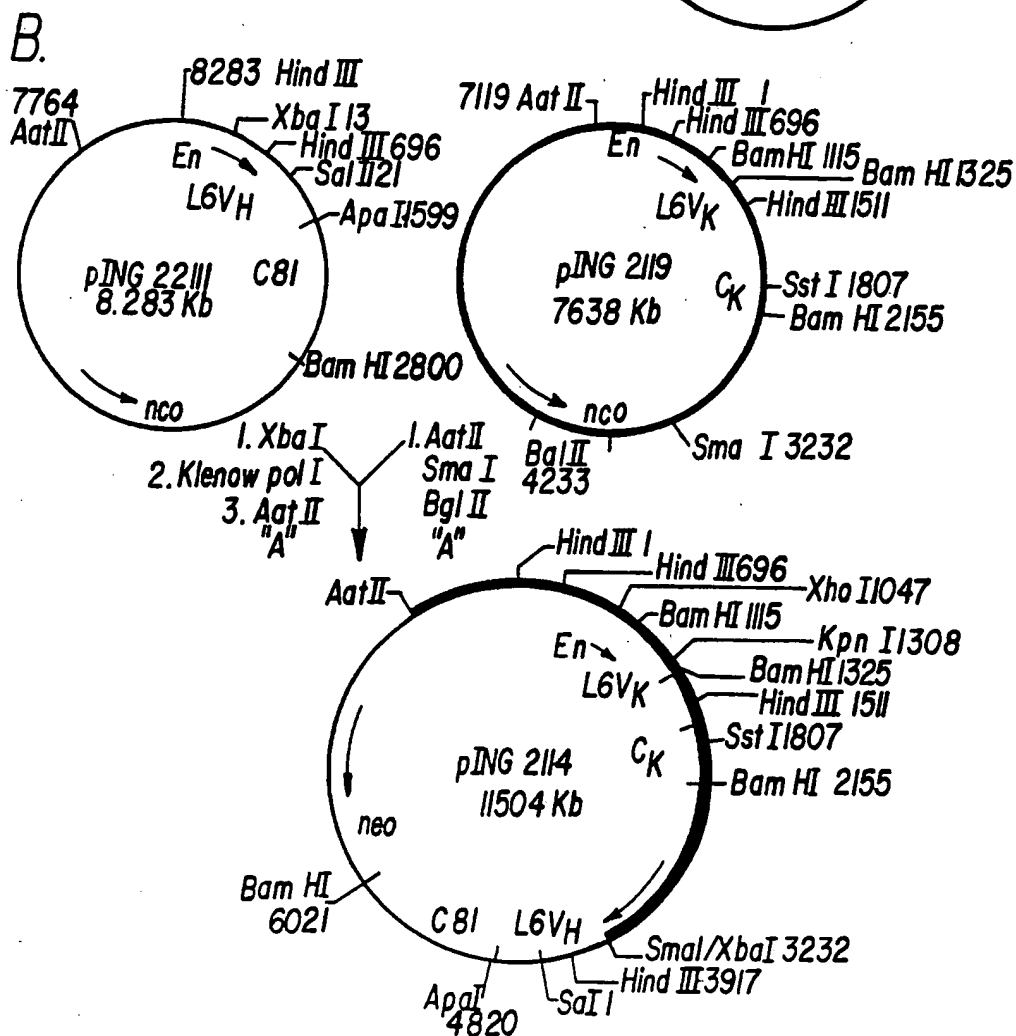 B.
8283 Hind III
7764
Aat II
Xba I 13
Hind III 696
Sal I 1121
En
L6VH
Apa I 1599
pING 22111
8.283 Kb
C81
Bam HI 2800
nco
7119 Aat II
Hind III 1
Hind III 696
Bam HI 1115
Bam HI 1325
En
L6VK
Hind III 1511
pING 2119
7638 Kb
CK
Sst I 1807
Bam HI 2155
nco
Bal II
4233
Sma I 3232
1. Xba I
2. Klenow pol I
3. Aat II
"A"
1. Aat II
Sma I
Bgl II
"A"
Hind III 1
Hind III 696
Aat II
Xho I 1047
Bam HI 1115
Kpn I 1308
En
Bam HI 1325
L6VK
Hind III 1511
Sst I 1807
CK
pING 2114
11504 Kb
Bam HI 2155
neo
Bam HI
6021
C81
L6VH
SmaI/XbaI 3232
Hind III 3917
SaI I
ApaI
4820